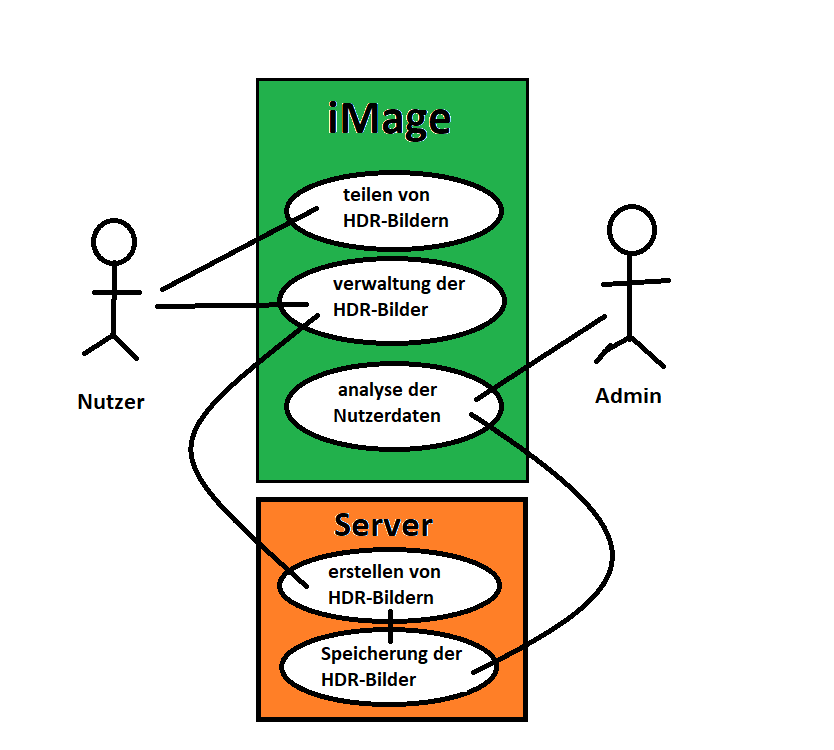 iMage
teilen von
HDR-Bildern
verwaltung der
HDR-Bilder
analyse der
Nutzerdaten
Nutzer
Admin
Server
erstellen von
HDR-Bildern
Speicherung der
HDR-Bilder